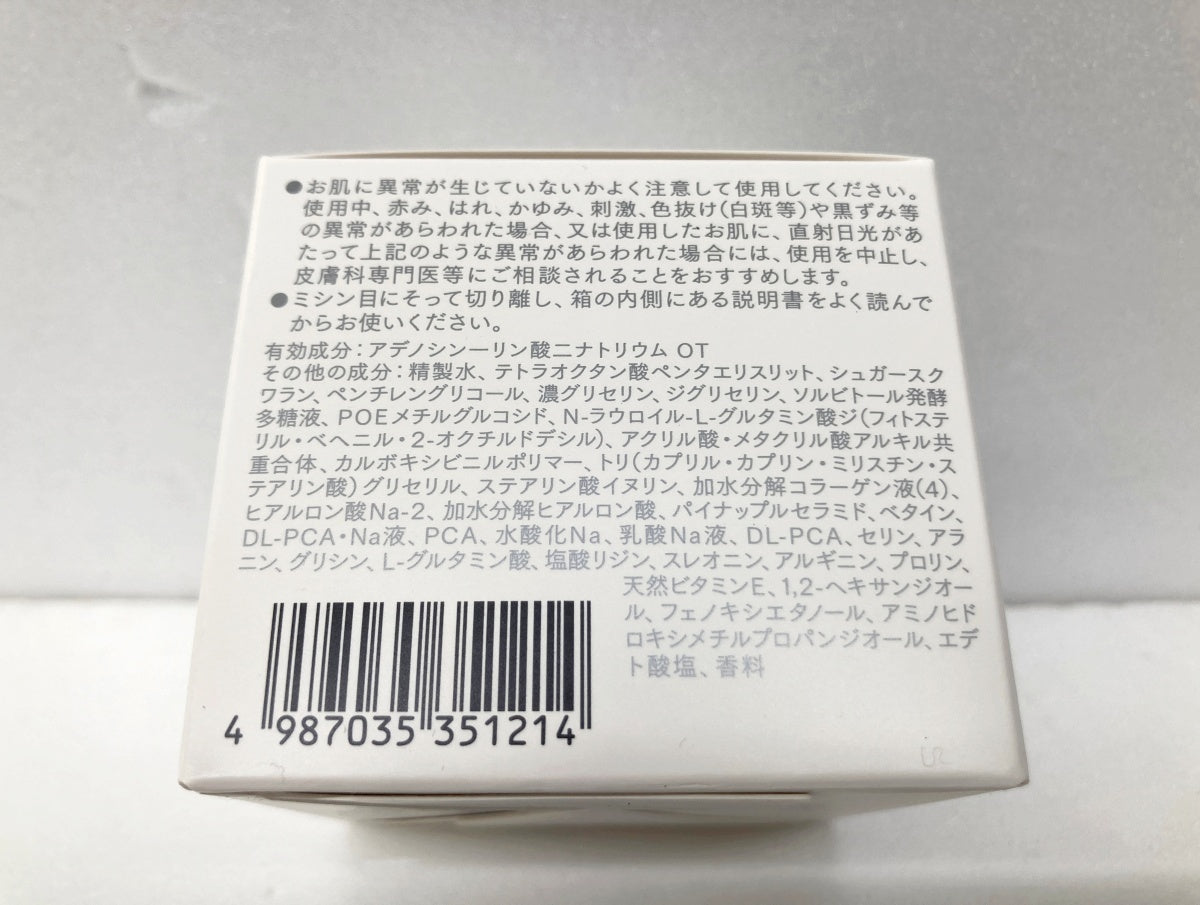 ●お肌に異常が生じていないかよく注意して使用してください。
使用中、赤み、はれ、かゆみ、刺激、色抜け(白斑等)や黒ずみ等
の異常があらわれた場合、又は使用したお肌に、直射日光があ
たって上記のような異常があらわれた場合には、使用を中止し、
皮膚科専門医等にご相談されることをおすすめします。
●ミシン目にそって切り離し、箱の内側にある説明書をよく読んで
からお使いください。
有効成分：アデノシン一リン酸二ナトリウム OT
その他の成分：精製水、テトラオクタン酸ペンタエリスリット、シュガースク
ワラン、ペンチレングリコール、濃グリセリン、ジグリセリン、ソルビトール発酵
多糖液、POEメチルグルコシド、N-ラウロイル-L-グルタミン酸ジ(フィトステ
リル・ベヘニル・2-オクチルドデシル)、アクリル酸・メタクリル酸アルキル共
重合体、カルボキシビニルポリマー、トリ(カプリル・カプリン・ミリスチン・ス
テアリン酸)グリセリル、ステアリン酸イヌリン、加水分解コラーゲン液(4)、
ヒアルロン酸Na-2、加水分解ヒアルロン酸、パイナップルセラミド、ベタイン、
DL-PCA・Na液、PCA、水酸化Na、乳酸Na液、DL-PCA、セリン、アラ
ニン、グリシン、L-グルタミン酸、塩酸リジン、スレオニン、アルギニン、プロリン、
天然ビタミンE、1,2-ヘキサンジオー
ル、フェノキシエタノール、アミノヒド
ロキシメチルプロパンジオール、エデ
ト酸塩、香料
4 987035 351214